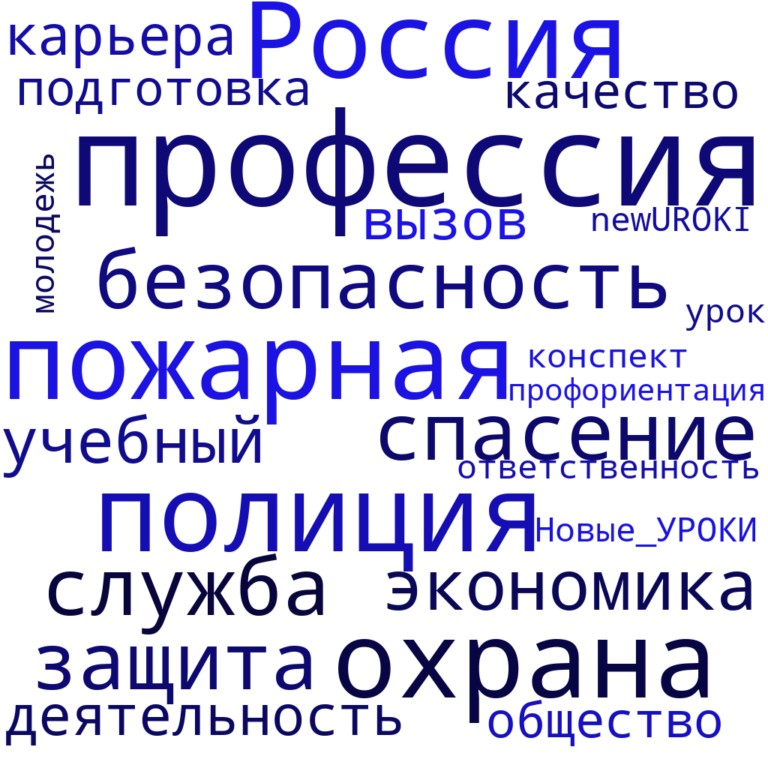 карьера Россия
подготовка качество
профессия
молодежь
вызов newUROKI
безопасность
урок
пожарная конспект
профориентация
учебный спасение
ответственность
полиция Новые_УРОКИ
служба экономика
защита охрана
деятельность общество